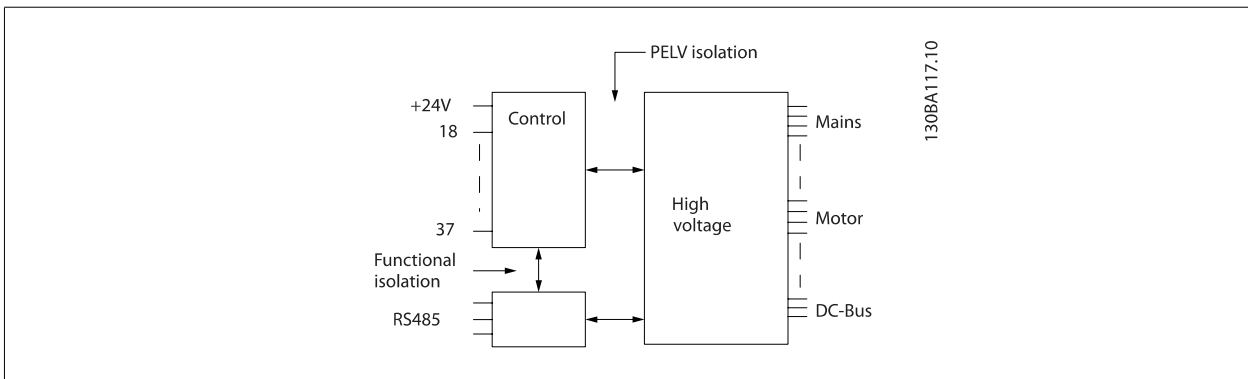 PELV isolation
130BA117.10
+24V
Control
Mains
18
High
voltage
Motor
37
Functional
isolation
DC-Bus
RS485